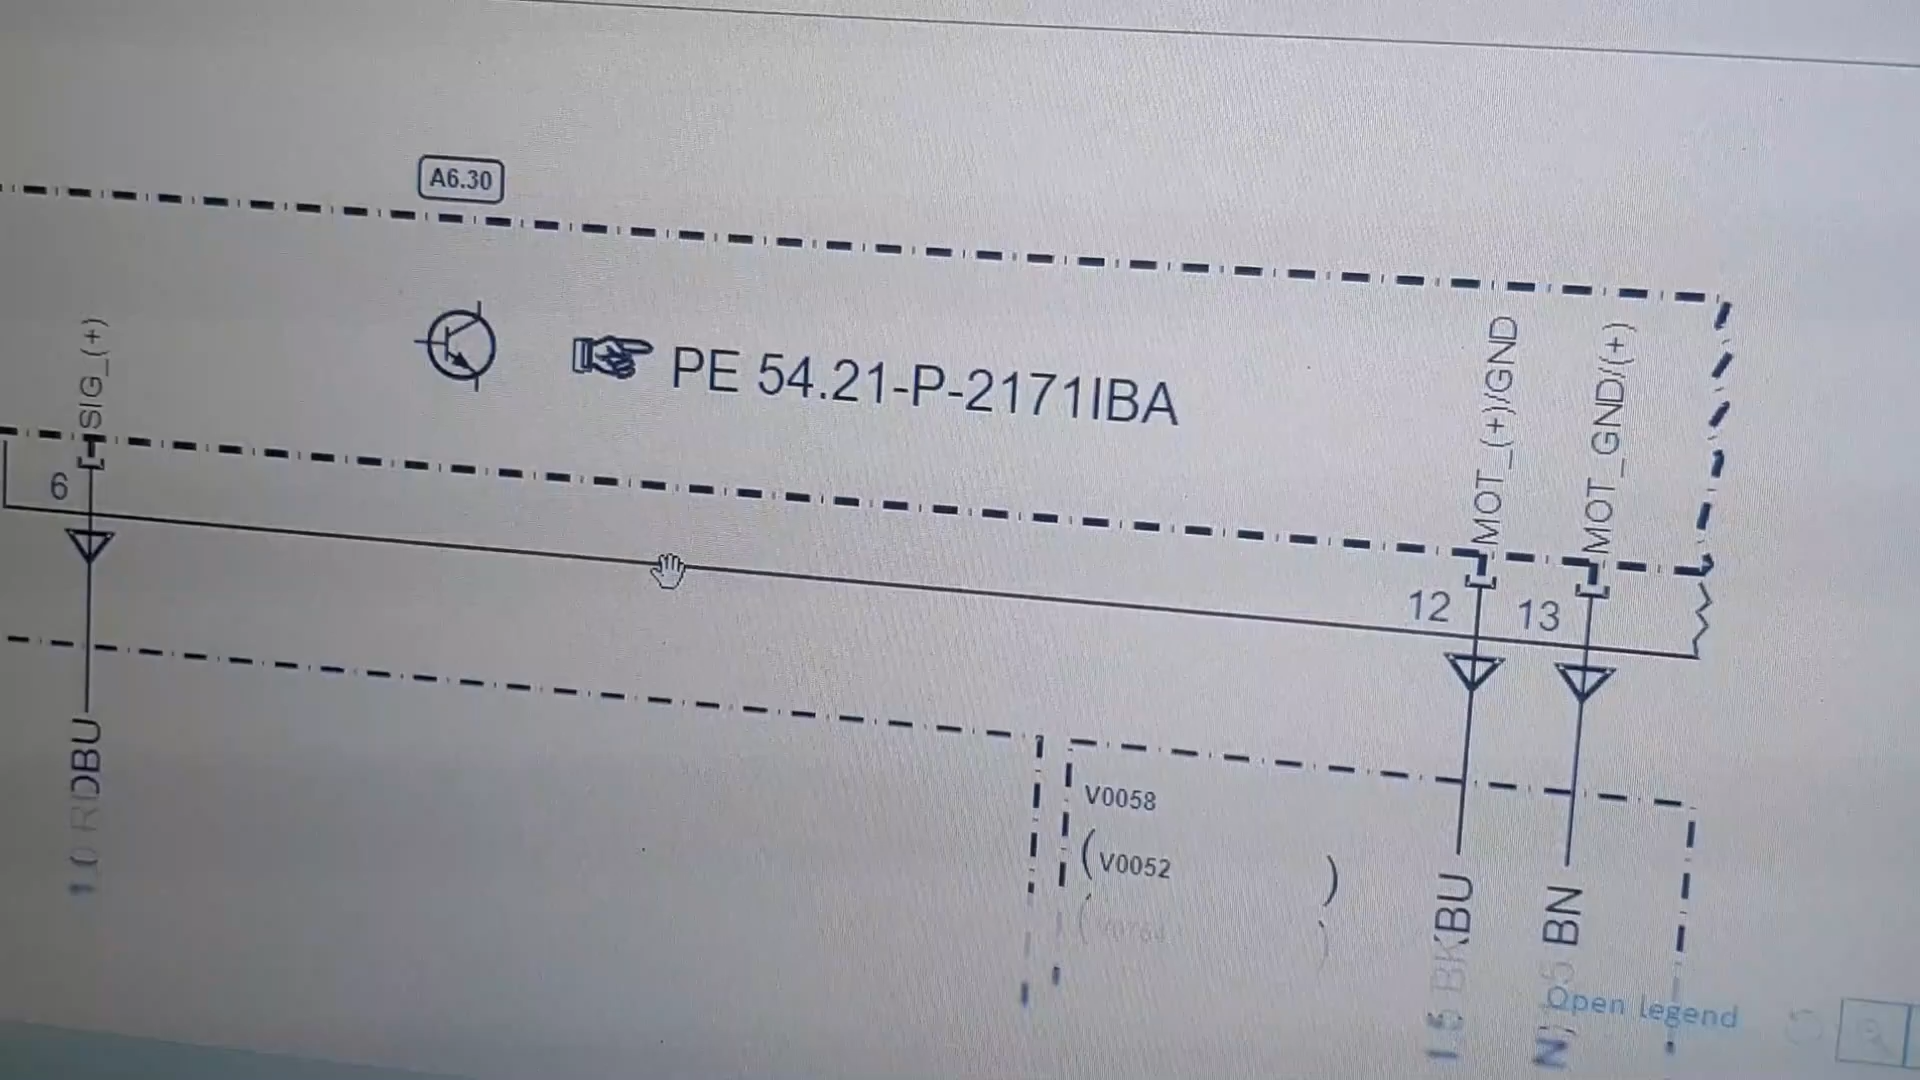 A6.30
SIG_(+)
PE 54.21-P-2171IBA
MOT_(+)/GND
MOT_GND/(+)
6
12
13
RDBU
V0058
(V0052 )
BKBU
BN
Open legend